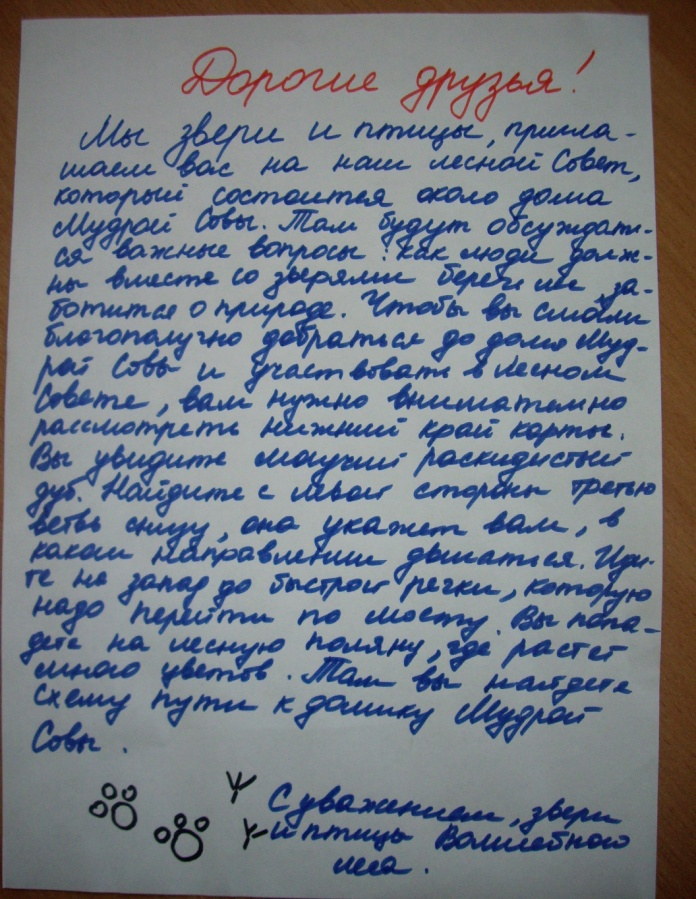 Дорогие друзья!
Мы звери и птицы, пригла-
шаем вас на наш лесной Совет,
который состоится около дома
Мудрой Совы. Там будут обсуждать-
ся важные вопросы: как люди долж-
ны вместе со зверями беречь и за-
ботится о природе. Чтобы вы смогли
благополучно добраться до дома Муд-
рой Совы и участвовать в Лесном
Совете, вам нужно внимательно
рассмотреть нижний край карты.
Вы увидите могучий раскидистый
дуб. Найдите с левой стороны третью
ветвь снизу, она укажет вам, в
каком направлении двигаться. Иди-
те на запад до быстрой речки, которую
надо перейти по мосту. Вы попа-
дете на лесную поляну, где растет
много цветов. Там вы найдете
схему пути к домику Мудрой
Совы.
С уважением, звери
и птицы Волшебного
леса.